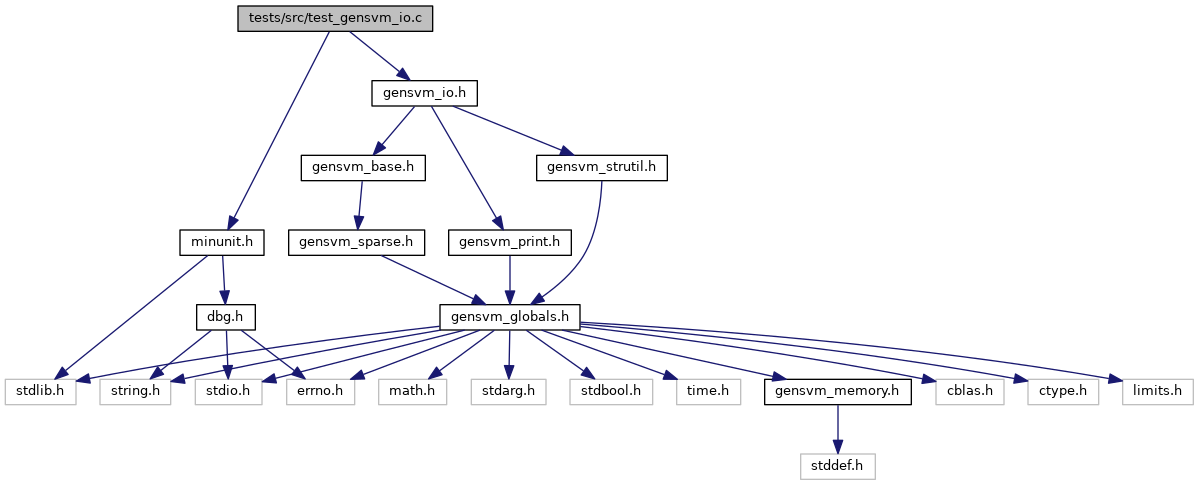 tests/src/test_gensvm_io.c
gensvm_io.h
gensvm_base.h
gensvm_strutil.h
minunit.h
gensvm_sparse.h
gensvm_print.h
dbg.h
gensvm_globals.h
stdlib.h
string.h
stdio.h
errno.h
math.h
stdarg.h
stdbool.h
time.h
gensvm_memory.h
cblas.h
ctype.h
limits.h
stddef.h